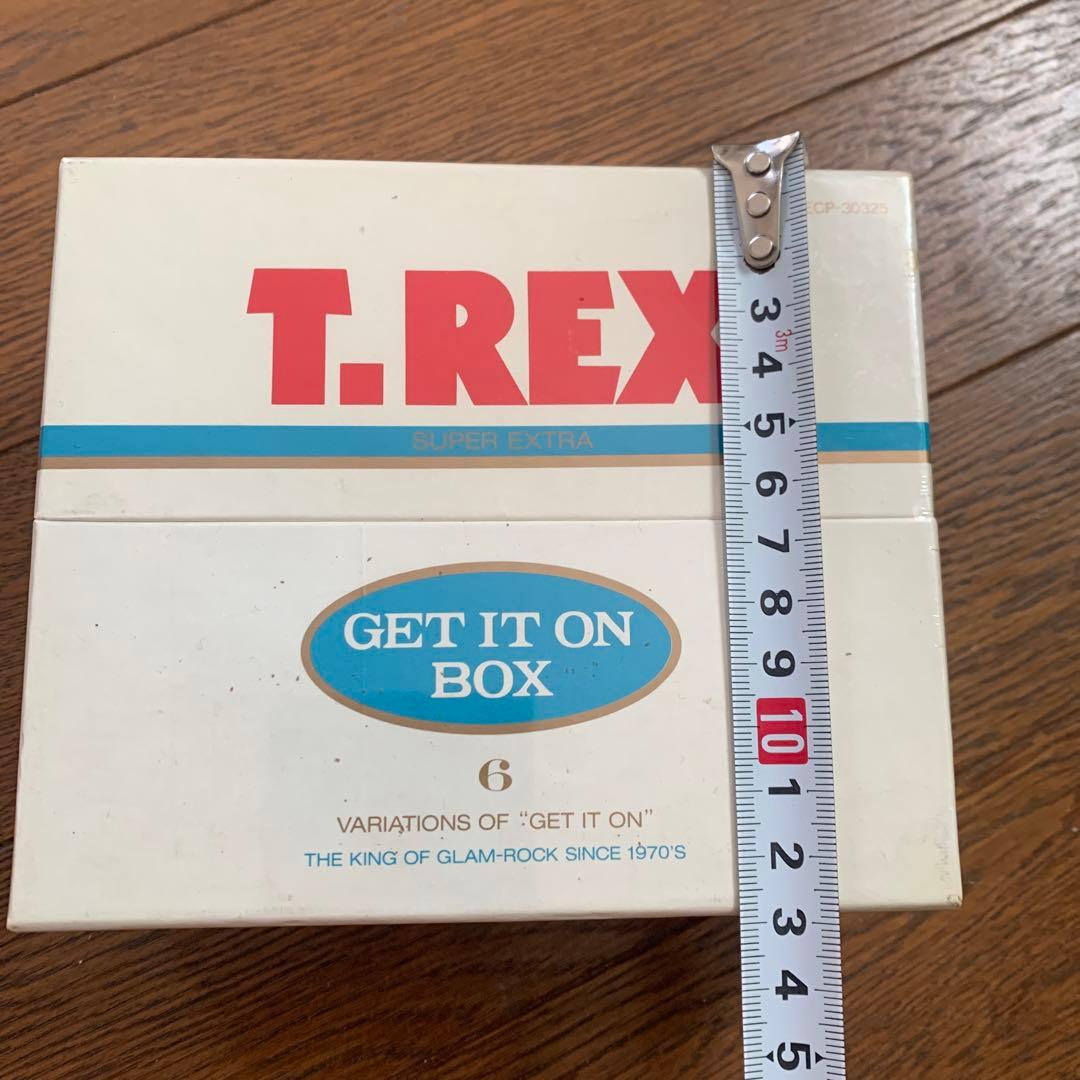 ECP-30325
T.REX
SUPER EXTRA
GET IT ON
BOX
6
VARIATIONS OF “GET IT ON”
THE KING OF GLAM-ROCK SINCE 1970'S
3
3m
4
5
6
7
8
9
10
1
2
3
4
5